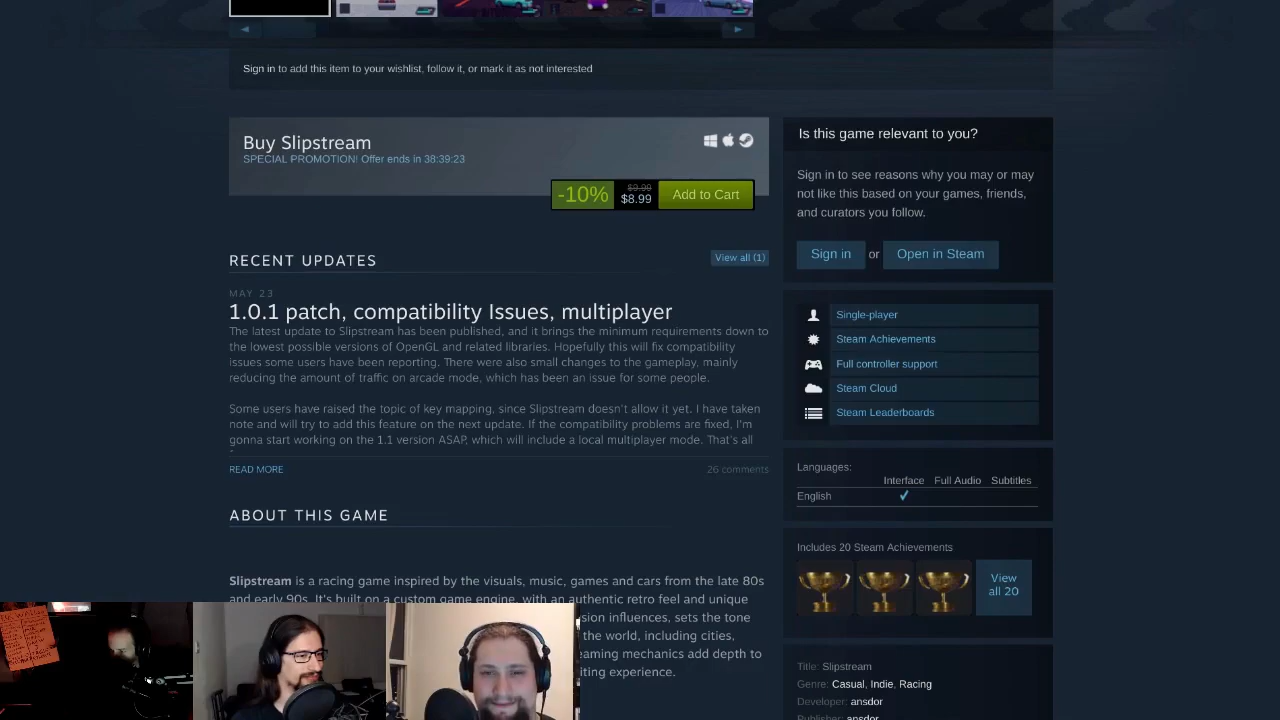 Sign in to add this item to your wishlist, follow it, or mark it as not interested
Buy Slipstream
SPECIAL PROMOTION! Offer ends in 38:39:23
-10%
$9.99
$8.99
Add to Cart
RECENT UPDATES
View all (1)
MAY 23
1.0.1 patch, compatibility Issues, multiplayer
The latest update to Slipstream has been published, and it brings the minimum requirements down to
the lowest possible versions of OpenGL and related libraries. Hopefully this will fix compatibility
issues some users have been reporting. There were also small changes to the gameplay, mainly
reducing the amount of traffic on arcade mode, which has been an issue for some people.
Some users have raised the topic of key mapping, since Slipstream doesn't allow it yet. I have taken
note and will try to add this feature on the next update. If the compatibility problems are fixed, I'm
gonna start working on the 1.1 version ASAP, which will include a local multiplayer mode. That's all
READ MORE
26 comments
ABOUT THIS GAME
Slipstream is a racing game inspired by the visuals, music, games and cars from the late 80s
and early 90s. It's built on a custom game engine, with an authentic retro feel and unique
influences, sets the tone
the world, including cities,
mechanics add depth to
experience.
Is this game relevant to you?
Sign in to see reasons why you may or may
not like this based on your games, friends,
and curators you follow.
Sign in or Open in Steam
Single-player
Steam Achievements
Full controller support
Steam Cloud
Steam Leaderboards
Languages:
Interface Full Audio Subtitles
English ✓
Includes 20 Steam Achievements
View
all 20
Title: Slipstream
Genre: Casual, Indie, Racing
Developer: ansdor
Publisher: ansdor